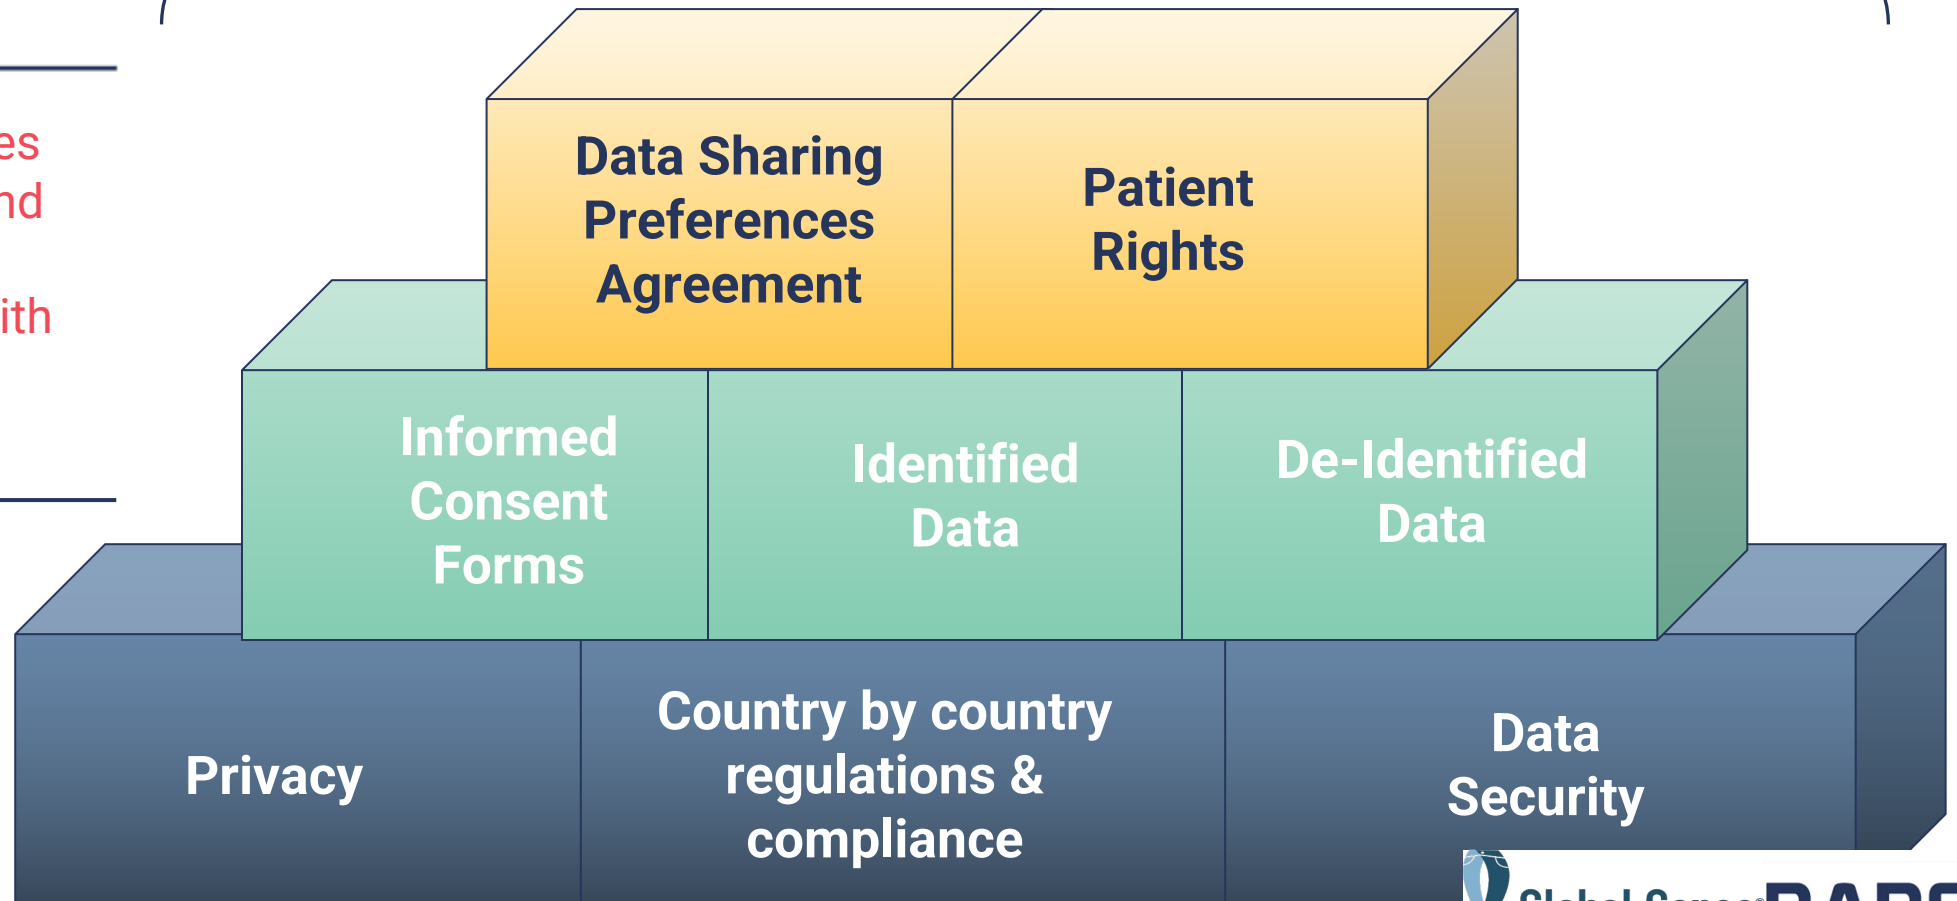 Data Sharing
Preferences
Agreement
Patient
Rights
Informed
Consent
Forms
Identified
Data
De-Identified
Data
Privacy
Country by country
regulations &
compliance
Data
Security